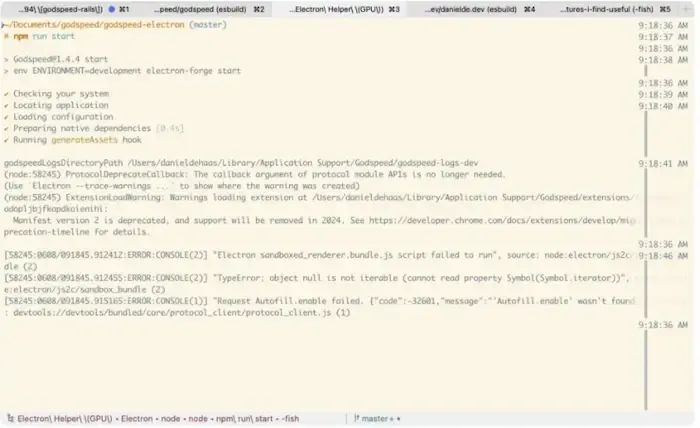 ...94\ \(godspeed-rails\) ⌘1
...peed/godspeed (esbuild) ⌘2
...Electron\ Helper\ \(GPU\) ⌘3
...ev/danielde.dev (esbuild) ⌘4
...tures-i-find-useful (-fish) ⌘5
~/Documents/godspeed/godspeed-electron (master) 9:18:36 AM
# npm run start 9:18:37 AM
9:18:36 AM
> Godspeed@1.4.4 start 9:18:38 AM
> env ENVIRONMENT=development electron-forge start
9:18:36 AM
✔ Checking your system 9:18:39 AM
✔ Locating application 9:18:40 AM
✔ Loading configuration
✔ Preparing native dependencies [0.4s]
✔ Running generateAssets hook
godspeedLogsDirectoryPath /Users/danieldehaas/Library/Application Support/Godspeed/godspeed-logs-dev 9:18:41 AM
(node:58245) ProtocolDeprecateCallback: The callback argument of protocol module APIs is no longer needed.
(Use `Electron --trace-warnings ...` to show where the warning was created)
(node:58245) ExtensionLoadWarning: Warnings loading extension at /Users/danieldehaas/Library/Application Support/Godspeed/extensions/
Manifest version 2 is deprecated, and support will be removed in 2024. See https://developer.chrome.com/docs/extensions/develop/mig
precation-timeline for details.
9:18:36 AM
[58245:0608/091845.912412:ERROR:CONSOLE(2)] "Electron sandboxed_renderer.bundle.js script failed to run", source: node:electron/js2c/ 9:18:46 AM
dle (2)
[58245:0608/091845.912455:ERROR:CONSOLE(2)] "TypeError: object null is not iterable (cannot read property Symbol(Symbol.iterator))",
e:electron/js2c/sandbox_bundle (2)
[58245:0608/091845.915165:ERROR:CONSOLE(1)] "Request Autofill.enable failed. {"code":-32601,"message":"'Autofill.enable' wasn't found
: devtools://devtools/bundled/core/protocol_client/protocol_client.js (1)
9:18:36 AM
Electron\ Helper\ \(GPU\) • Electron • node • node • npm\ run\ start • -fish
master